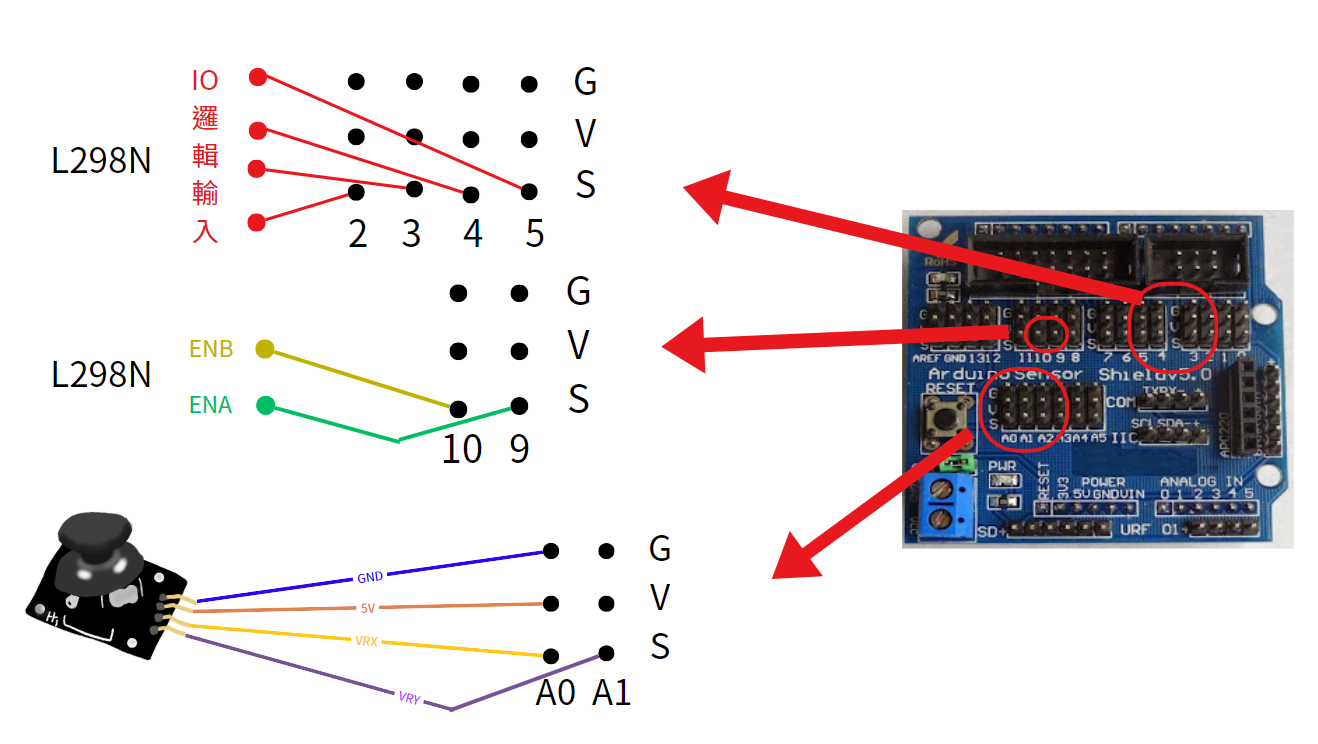 IO
邏
輯
輸
入
L298N
G
V
S
2 3 4 5
L298N
ENB
ENA
G
V
S
10 9
GND
5V
VRX
VRY
G
V
S
A0 A1
RoHS
G
V
S
G
V
S
G
V
S
G
V
S
AREF GND 13 12
11 10 9 8
7 6 5 4
3 2 1 0
Arduino Sensor Shield V5.0
RESET
G
V
S
A0 A1 A2 A3 A4 A5
COM
SCL SDA - +
IIC
APC220
PWR
RESET
3V3
5V GND VIN
POWER
ANALOG IN
0 1 2 3 4 5
SD+
URF 01+